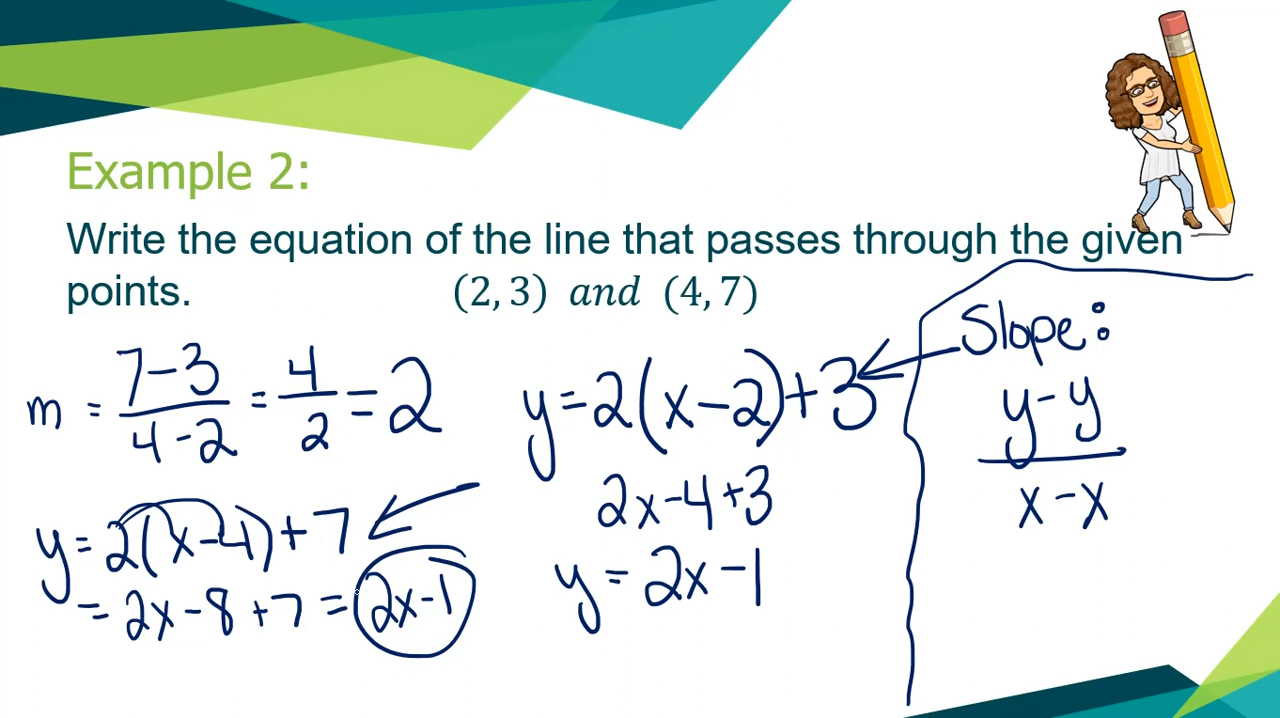 Example 2:
Write the equation of the line that passes through the given
points. (2, 3) and (4, 7)
m = 7-3/4-2 = 4/2 = 2
y=2(x-4)+7
= 2x-8+7 = 2x-1
y=2(x-2)+3
2x-4+3
y=2x-1
Slope:
y-y
x-x